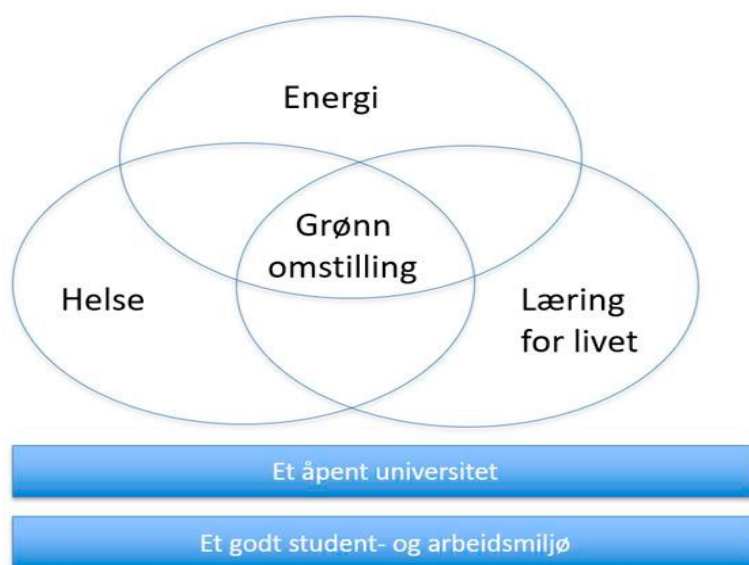 Energi
Grønn
omstilling
Helse
Læring
for livet
Et åpent universitet
Et godt student- og arbeidsmiljø